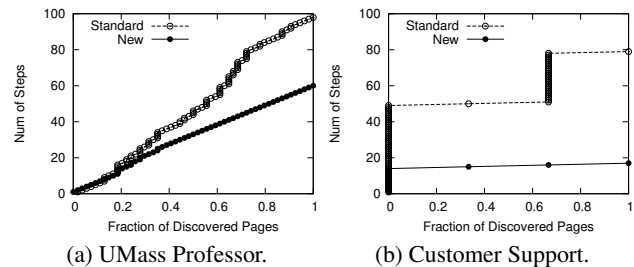 100
80
60
40
20
0
Num of Steps
Standard
New
0 0.2 0.4 0.6 0.8 1
Fraction of Discovered Pages
(a) UMass Professor.
100
80
60
40
20
0
Num of Steps
Standard
New
0 0.2 0.4 0.6 0.8 1
Fraction of Discovered Pages
(b) Customer Support.